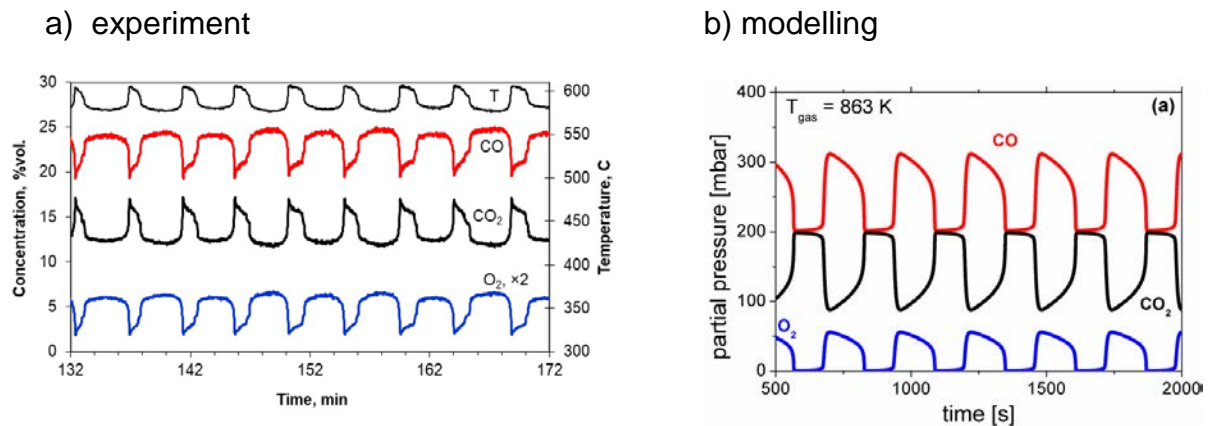 a) experiment
b) modelling
30
25
20
15
10
5
0
Concentration, %vol.
T
CO
CO2
O2, ×2
600
550
500
450
400
350
300
Temperature, C
132
142
152
162
172
Time, min
400
300
200
100
0
partial pressure [mbar]
Tgas = 863 K
(a)
CO
CO2
O2
500
1000
1500
2000
time [s]